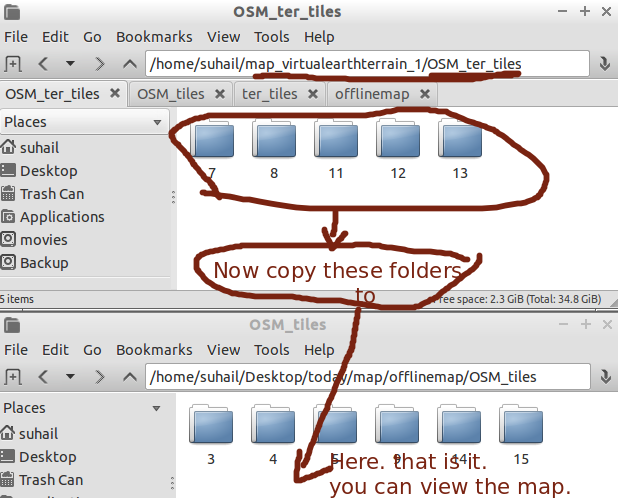 OSM_ter_tiles
File Edit Go Bookmarks View Tools Help
/home/suhail/map_virtualearthterrain_1/OSM_ter_tiles
OSM_ter_tiles OSM_tiles ter_tiles offlinemap
Places
suhail
Desktop
Trash Can
Applications
movies
Backup
7 8 11 12 13
Now copy these folders
to
5 items
Free space: 2.3 GiB (Total: 34.8 GiB)
OSM_tiles
File Edit Go Bookmarks View Tools Help
/home/suhail/Desktop/today/map/offlinemap/OSM_tiles
Places
suhail
Desktop
Trash Can
3 4 9 14 15
Here. that is it.
you can view the map.